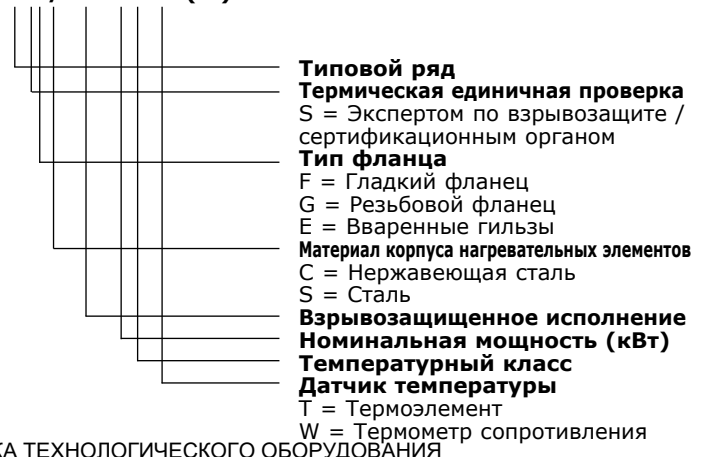 Типовой ряд
Термическая единичная проверка
S = Экспертом по взрывозащите /
сертификационным органом
Тип фланца
F = Гладкий фланец
G = Резьбовой фланец
E = Вваренные гильзы
Материал корпуса нагревательных элементов
C = Нержавеющая сталь
S = Сталь
Взрывозащищенное исполнение
Номинальная мощность (кВт)
Температурный класс
Датчик температуры
T = Термоэлемент
W = Термометр сопротивления
КА ТЕХНОЛОГИЧЕСКОГО ОБОРУДОВАНИЯ